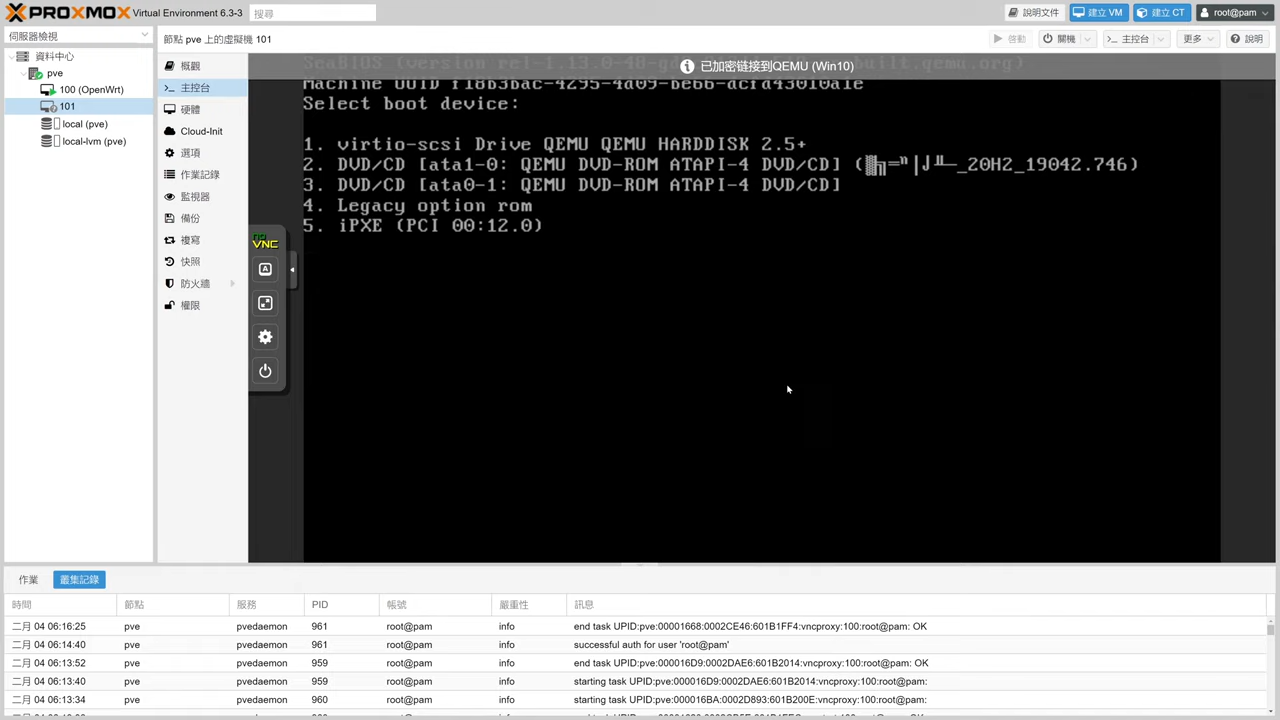 PROXMOX Virtual Environment 6.3-3 搜尋 說明文件 建立 VM 建立 CT root@pam
伺服器檢視
節點 pve 上的虛擬機 101 啓動 關機 主控台 更多 說明
資料中心
pve
100 (OpenWrt)
101
local (pve)
local-lvm (pve)
概觀
主控台
硬體
Cloud-Init
選項
作業記錄
監視器
備份
複寫
快照
防火牆
權限
已加密链接到QEMU (Win10)
Select boot device:
1. virtio-scsi Drive QEMU QEMU HARDDISK 2.5+
2. DVD/CD [ata1-0: QEMU DVD-ROM ATAPI-4 DVD/CD] _20H2_19042.746)
3. DVD/CD [ata0-1: QEMU DVD-ROM ATAPI-4 DVD/CD]
4. Legacy option rom
5. iPXE (PCI 00:12.0)
no
VNC
A
作業 叢集記錄
時間 節點 服務 PID 帳號 嚴重性 訊息
二月 04 06:16:25 pve pvedaemon 961 root@pam info end task UPID:pve:00001668:0002CE46:601B1FF4:vncproxy:100:root@pam: OK
二月 04 06:14:40 pve pvedaemon 961 root@pam info successful auth for user 'root@pam'
二月 04 06:13:52 pve pvedaemon 959 root@pam info end task UPID:pve:000016D9:0002DAE6:601B2014:vncproxy:100:root@pam: OK
二月 04 06:13:40 pve pvedaemon 959 root@pam info starting task UPID:pve:000016D9:0002DAE6:601B2014:vncproxy:100:root@pam:
二月 04 06:13:34 pve pvedaemon 960 root@pam info starting task UPID:pve:000016BA:0002D893:601B200E:vncproxy:100:root@pam: